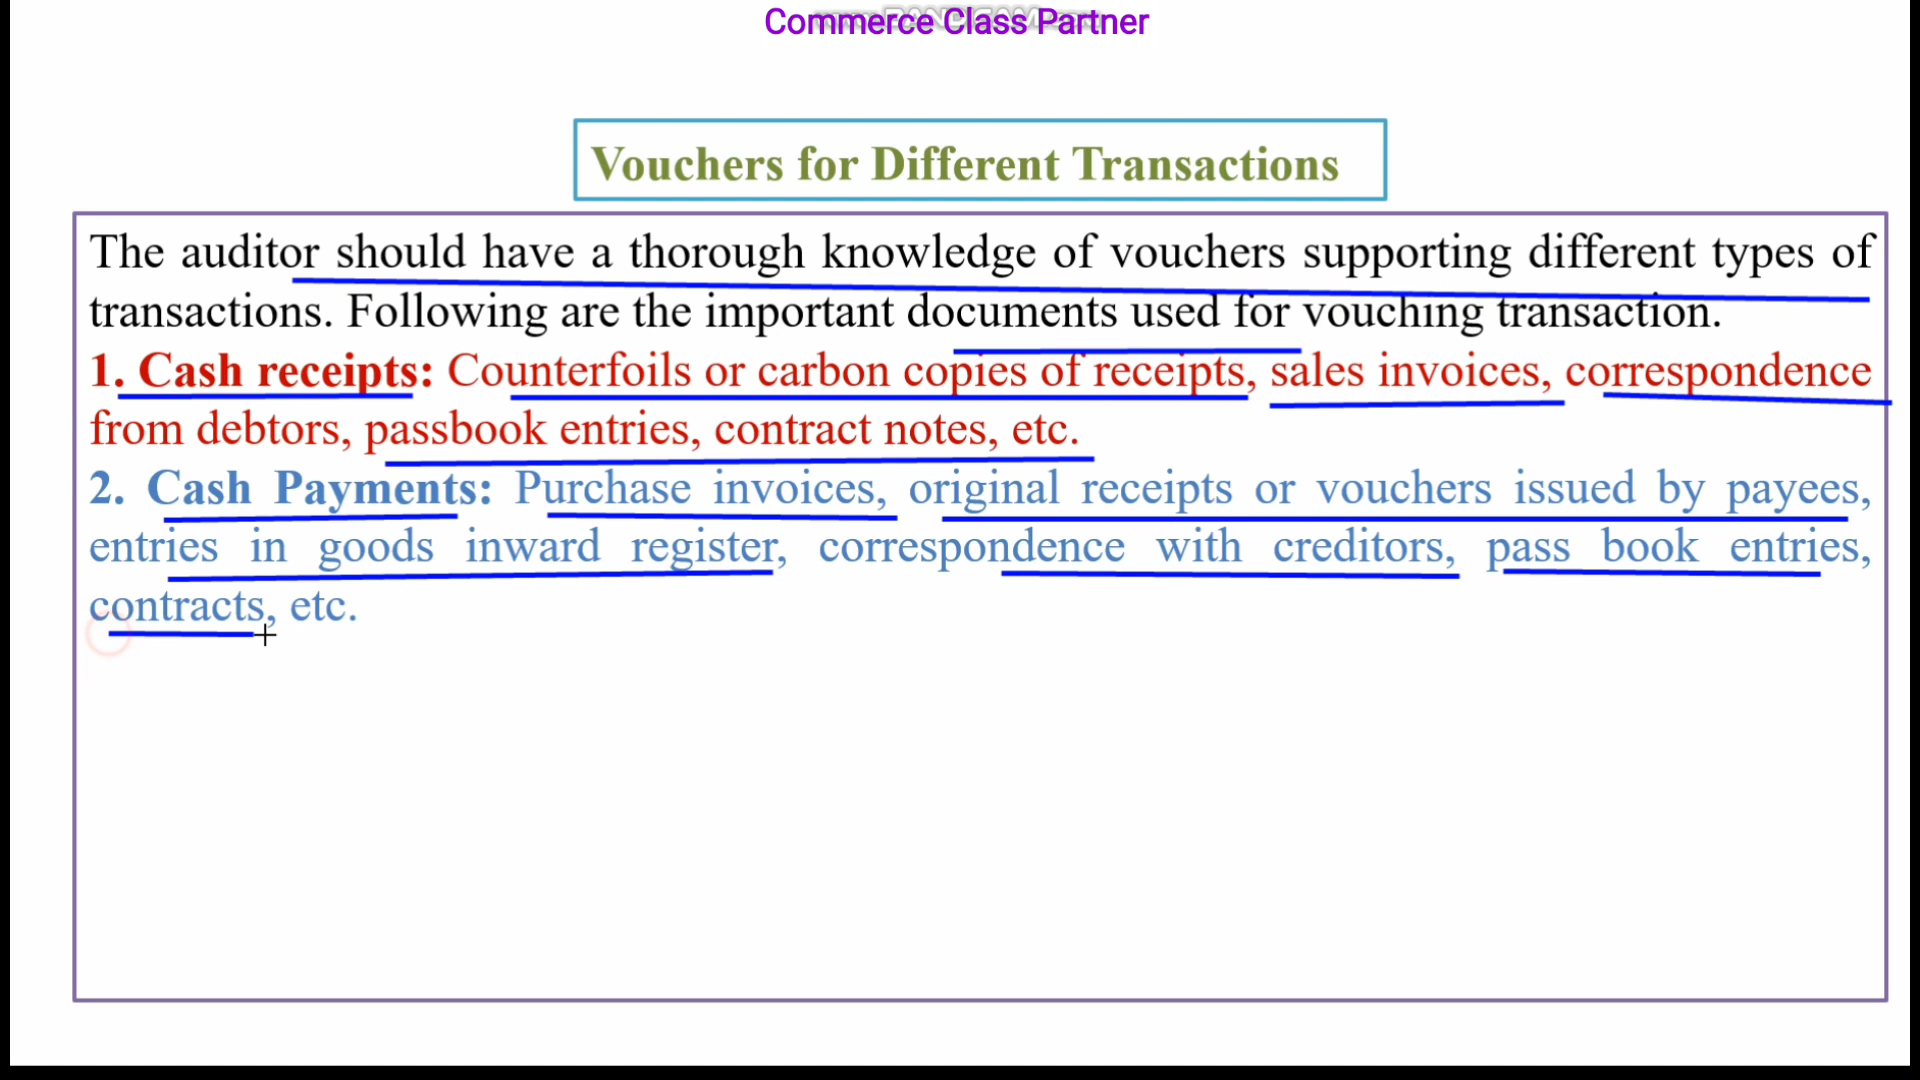 Commerce Class Partner
Vouchers for Different Transactions
The auditor should have a thorough knowledge of vouchers supporting different types of
transactions. Following are the important documents used for vouching transaction.
1. Cash receipts: Counterfoils or carbon copies of receipts, sales invoices, correspondence
from debtors, passbook entries, contract notes, etc.
2. Cash Payments: Purchase invoices, original receipts or vouchers issued by payees,
entries in goods inward register, correspondence with creditors, pass book entries,
contracts, etc.